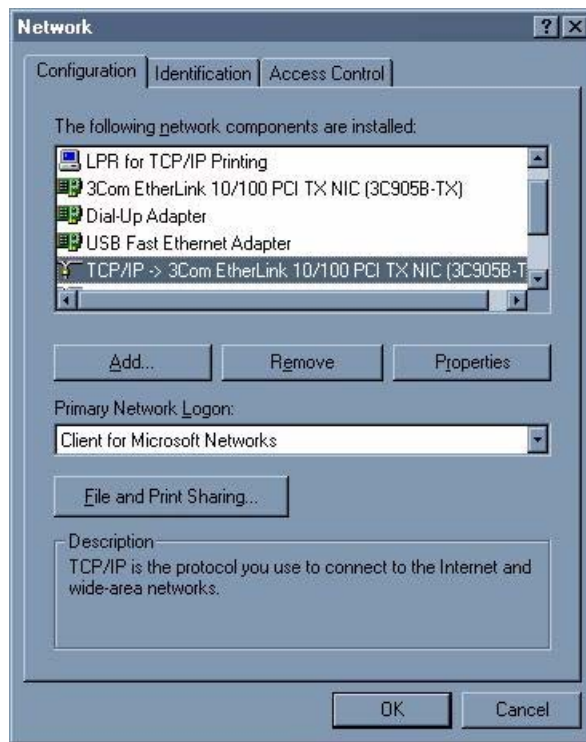 Network
Configuration Identification Access Control
The following network components are installed:
LPR for TCP/IP Printing
3Com EtherLink 10/100 PCI TX NIC (3C905B-TX)
Dial-Up Adapter
USB Fast Ethernet Adapter
TCP/IP -> 3Com EtherLink 10/100 PCI TX NIC (3C905B-T
Add... Remove Properties
Primary Network Logon:
Client for Microsoft Networks
File and Print Sharing...
Description
TCP/IP is the protocol you use to connect to the Internet and
wide-area networks.
OK Cancel